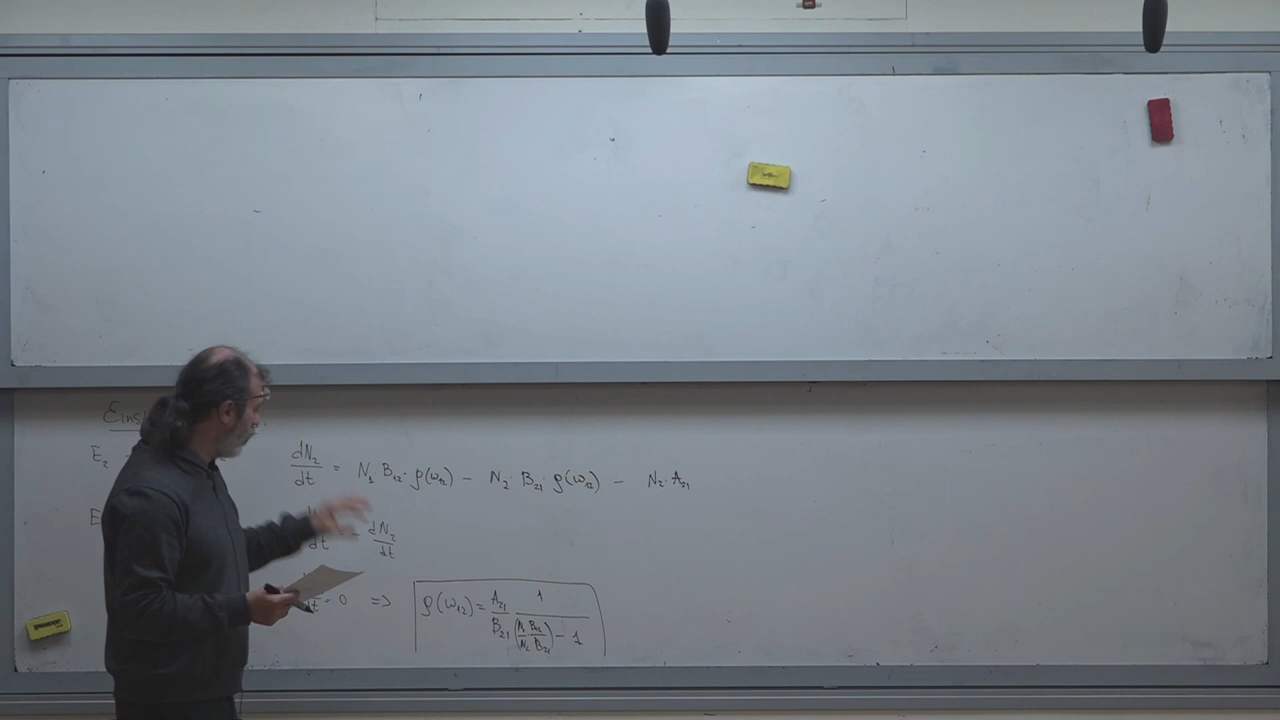 E₂ dN₂/dt = N₁ B₁₂·ρ(ω₁₂) − N₂ B₂₁·ρ(ω₁₂) − N₂·A₂₁
dN₂/dt
= 0 => ρ(ω₁₂) = A₂₁/B₂₁ 1/((N₁/N₂ B₁₂/B₂₁) − 1)